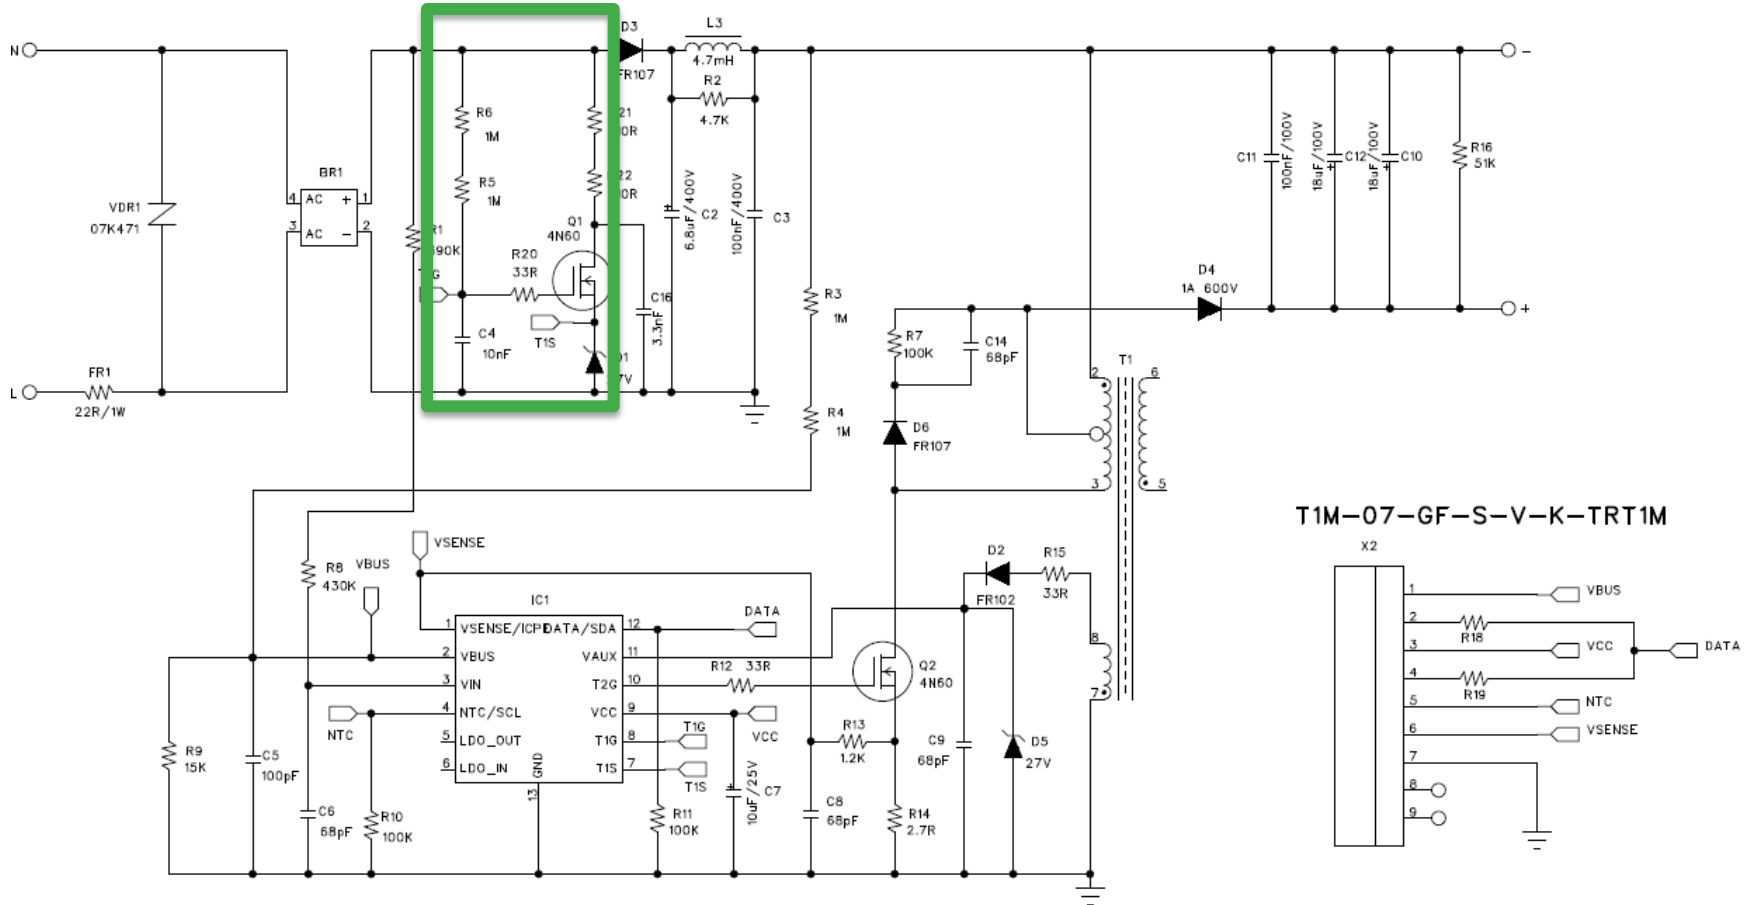 N
L
VDR1
07K471
FR1
22R/1W
BR1
4
AC
+
1
3
AC
−
2
R6
1M
R5
1M
R20
33R
Q1
4N60
C4
10nF
T1S
D3
FR107
L3
4.7mH
R2
4.7K
C16
3.3nF
6.8uF/400V
C2
100nF/400V
C3
R3
1M
R4
1M
R7
100K
C14
68pF
D6
FR107
D4
1A 600V
T1
2
6
3
5
8
7
C11
100nF/100V
18uF/100V
C12
18uF/100V
C10
R16
51K
−
+
VSENSE
VBUS
R8
430K
IC1
1
VSENSE/ICPDATA/SDA
12
DATA
2
VBUS
VAUX
11
3
VIN
T2G
10
4
NTC/SCL
VCC
9
5
LDO_OUT
T1G
8
6
LDO_IN
T1S
7
GND
13
NTC
T1G
T1S
VCC
R12
33R
Q2
4N60
D2
FR102
R15
33R
R13
1.2K
R14
2.7R
C9
68pF
D5
27V
R9
15K
C5
100pF
C6
68pF
R10
100K
R11
100K
10uF/25V
C7
C8
68pF
T1M-07-GF-S-V-K-TRT1M
X2
1
VBUS
2
R18
3
VCC
DATA
4
R19
5
NTC
6
VSENSE
7
8
9